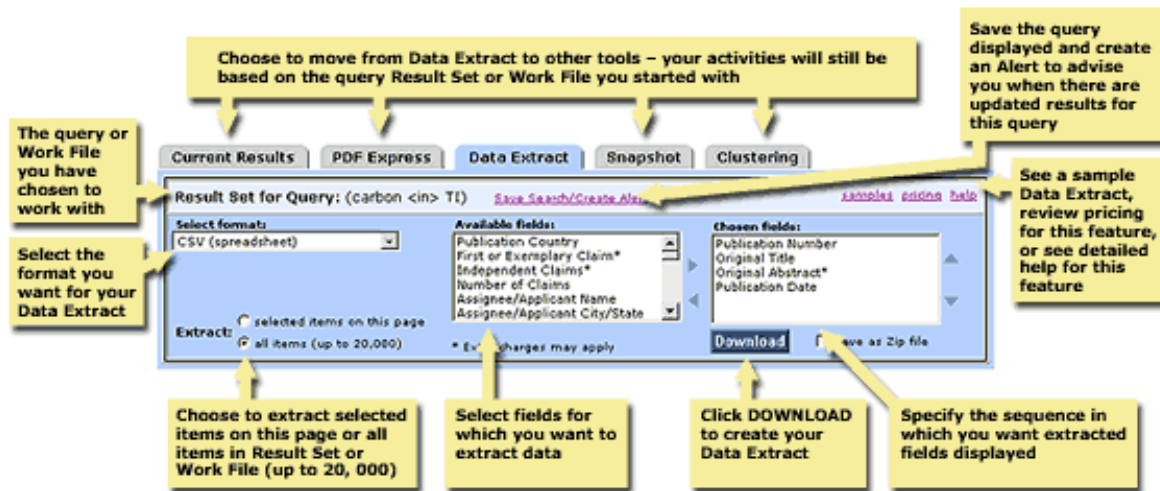 Choose to move from Data Extract to other tools – your activities will still be
based on the query Result Set or Work File you started with
Save the query
displayed and create
an Alert to advise
you when there are
updated results for
this query
The query or
Work File
you have
chosen to
work with
Current Results
PDF Express
Data Extract
Snapshot
Clustering
Result Set for Query: (carbon <in> TI)
Save Search/Create Alert
samples pricing help
See a sample
Data Extract,
review pricing
for this feature,
or see detailed
help for this
feature
Select the
format you
want for your
Data Extract
Select format:
CSV (spreadsheet)
Available fields:
Publication Country
First or Exemplary Claim*
Independent Claims*
Number of Claims
Assignee/Applicant Name
Assignee/Applicant City/State
Chosen fields:
Publication Number
Original Title
Original Abstract*
Publication Date
Extract:
selected items on this page
all items (up to 20,000)
* charges may apply
Download
as Zip file
Choose to extract selected
items on this page or all
items in Result Set or
Work File (up to 20, 000)
Select fields for
which you want to
extract data
Click DOWNLOAD
to create your
Data Extract
Specify the sequence in
which you want extracted
fields displayed